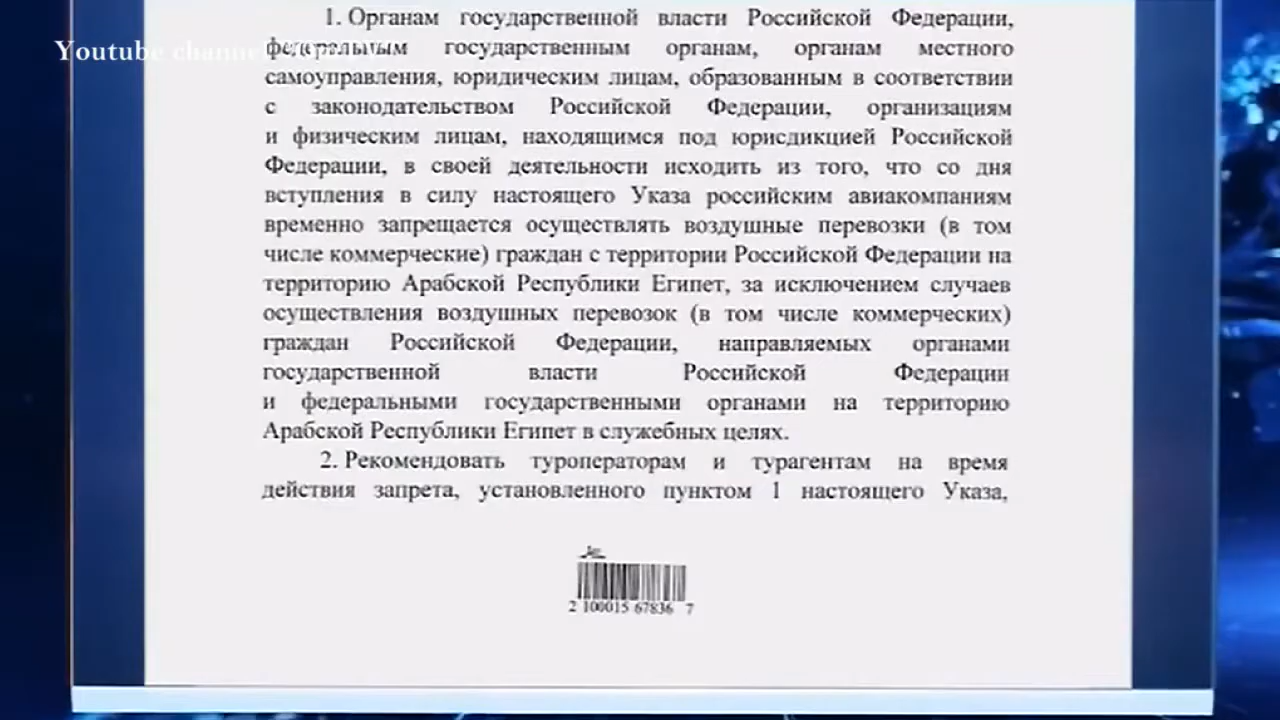 1. Органам государственной власти Российской Федерации,
Youtube channel
федеральным государственным органам, органам местного
самоуправления, юридическим лицам, образованным в соответствии
с законодательством Российской Федерации, организациям
и физическим лицам, находящимся под юрисдикцией Российской
Федерации, в своей деятельности исходить из того, что со дня
вступления в силу настоящего Указа российским авиакомпаниям
временно запрещается осуществлять воздушные перевозки (в том
числе коммерческие) граждан с территории Российской Федерации на
территорию Арабской Республики Египет, за исключением случаев
осуществления воздушных перевозок (в том числе коммерческих)
граждан Российской Федерации, направляемых органами
государственной власти Российской Федерации
и федеральными государственными органами на территорию
Арабской Республики Египет в служебных целях.
2. Рекомендовать туроператорам и турагентам на время
действия запрета, установленного пунктом 1 настоящего Указа,
2 100015 67836 7